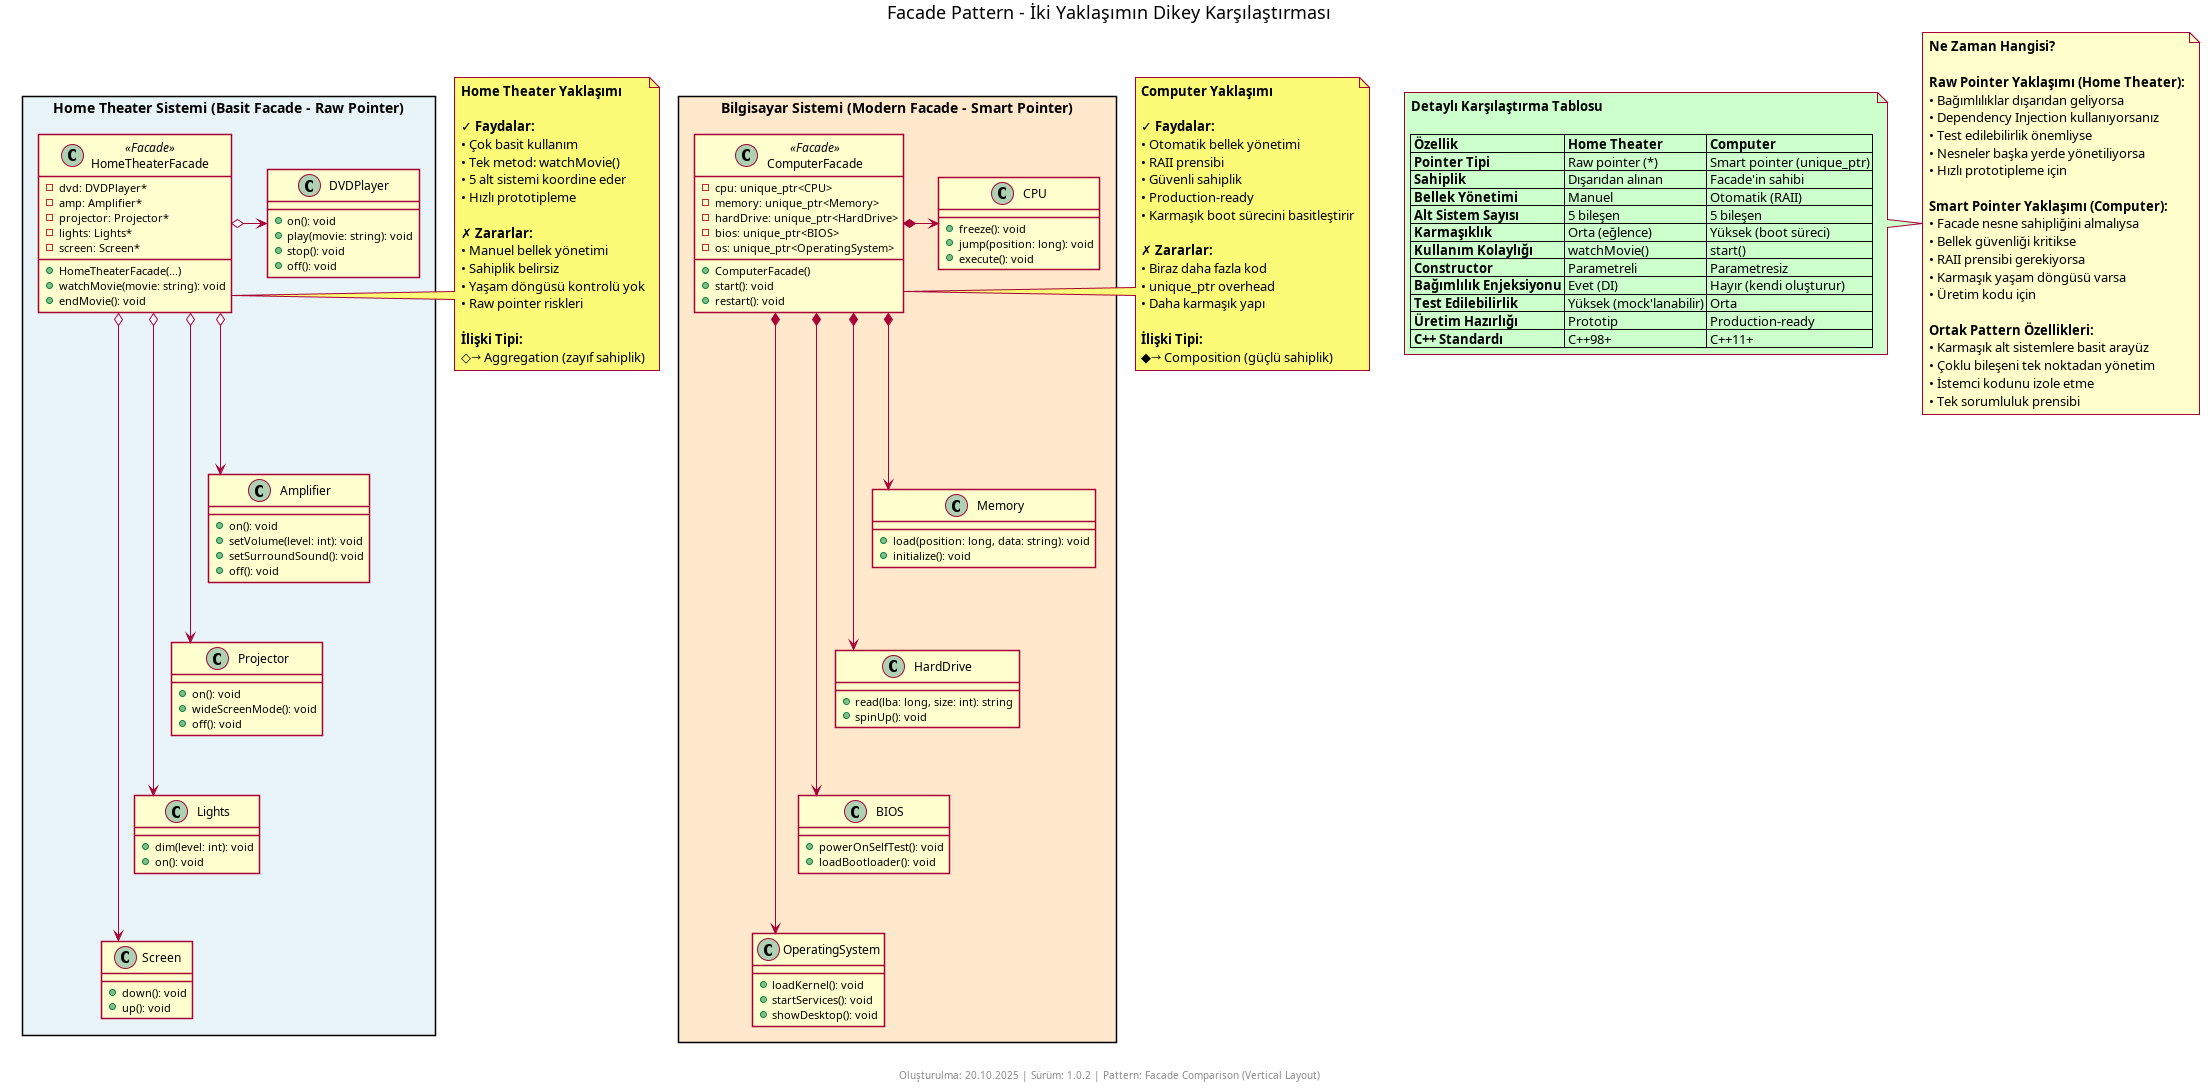 Facade Pattern - İki Yaklaşımın Dikey Karşılaştırması
Home Theater Sistemi (Basit Facade - Raw Pointer)
C
«Facade»
HomeTheaterFacade
dvd: DVDPlayer*
amp: Amplifier*
projector: Projector*
lights: Lights*
screen: Screen*
HomeTheaterFacade(...)
watchMovie(movie: string): void
endMovie(): void
C DVDPlayer
on(): void
play(movie: string): void
stop(): void
off(): void
C Amplifier
on(): void
setVolume(level: int): void
setSurroundSound(): void
off(): void
C Projector
on(): void
wideScreenMode(): void
off(): void
C Lights
dim(level: int): void
on(): void
C Screen
down(): void
up(): void
Home Theater Yaklaşımı
✓ Faydalar:
• Çok basit kullanım
• Tek metod: watchMovie()
• 5 alt sistemi koordine eder
• Hızlı prototipleme
✗ Zararlar:
• Manuel bellek yönetimi
• Sahiplik belirsiz
• Yaşam döngüsü kontrolü yok
• Raw pointer riskleri
İlişki Tipi:
◇→ Aggregation (zayıf sahiplik)
Bilgisayar Sistemi (Modern Facade - Smart Pointer)
C
«Facade»
ComputerFacade
cpu: unique_ptr<CPU>
memory: unique_ptr<Memory>
hardDrive: unique_ptr<HardDrive>
bios: unique_ptr<BIOS>
os: unique_ptr<OperatingSystem>
ComputerFacade()
start(): void
restart(): void
C CPU
freeze(): void
jump(position: long): void
execute(): void
C Memory
load(position: long, data: string): void
initialize(): void
C HardDrive
read(lba: long, size: int): string
spinUp(): void
C BIOS
powerOnSelfTest(): void
loadBootloader(): void
C OperatingSystem
loadKernel(): void
startServices(): void
showDesktop(): void
Computer Yaklaşımı
✓ Faydalar:
• Otomatik bellek yönetimi
• RAII prensibi
• Güvenli sahiplik
• Production-ready
• Karmaşık boot sürecini basitleştirir
✗ Zararlar:
• Biraz daha fazla kod
• unique_ptr overhead
• Daha karmaşık yapı
İlişki Tipi:
◆→ Composition (güçlü sahiplik)
Detaylı Karşılaştırma Tablosu
Özellik Home Theater Computer
Pointer Tipi Raw pointer (*) Smart pointer (unique_ptr)
Sahiplik Dışarıdan alınan Facade'in sahibi
Bellek Yönetimi Manuel Otomatik (RAII)
Alt Sistem Sayısı 5 bileşen 5 bileşen
Karmaşıklık Orta (eğlence) Yüksek (boot süreci)
Kullanım Kolaylığı watchMovie() start()
Constructor Parametreli Parametresiz
Bağımlılık Enjeksiyonu Evet (DI) Hayır (kendi oluşturur)
Test Edilebilirlik Yüksek (mock'lanabilir) Orta
Üretim Hazırlığı Prototip Production-ready
C++ Standardı C++98+ C++11+
Ne Zaman Hangisi?
Raw Pointer Yaklaşımı (Home Theater):
• Bağımlılıklar dışarıdan geliyorsa
• Dependency Injection kullanıyorsanız
• Test edilebilirlik önemliyse
• Nesneler başka yerde yönetiliyorsa
• Hızlı prototipleme için
Smart Pointer Yaklaşımı (Computer):
• Facade nesne sahipliğini almalıysa
• Bellek güvenliği kritikse
• RAII prensibi gerekiyorsa
• Karmaşık yaşam döngüsü varsa
• Üretim kodu için
Ortak Pattern Özellikleri:
• Karmaşık alt sistemlere basit arayüz
• Çoklu bileşeni tek noktadan yönetim
• İstemci kodunu izole etme
• Tek sorumluluk prensibi
Oluşturulma: 20.10.2025 | Sürüm: 1.0.2 | Pattern: Facade Comparison (Vertical Layout)